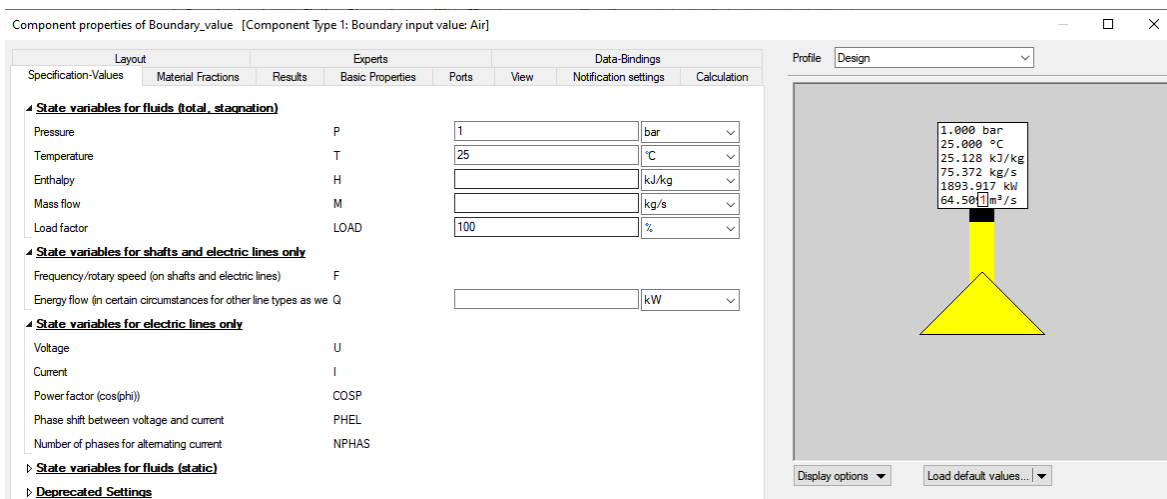 Component properties of Boundary_value [Component Type 1: Boundary input value: Air]
Layout Experts Data-Bindings
Specification-Values Material Fractions Results Basic Properties Ports View Notification settings Calculation
State variables for fluids (total, stagnation)
Pressure P 1 bar
Temperature T 25 °C
Enthalpy H kJ/kg
Mass flow M kg/s
Load factor LOAD 100 %
State variables for shafts and electric lines only
Frequency/rotary speed (on shafts and electric lines) F
Energy flow (in certain circumstances for other line types as we Q kW
State variables for electric lines only
Voltage U
Current I
Power factor (cos(phi)) COSP
Phase shift between voltage and current PHEL
Number of phases for alternating current NPHAS
State variables for fluids (static)
Deprecated Settings
Profile Design
1.000 bar
25.000 °C
25.128 kJ/kg
75.372 kg/s
1893.917 kW
m³/s
1
Display options Load default values...